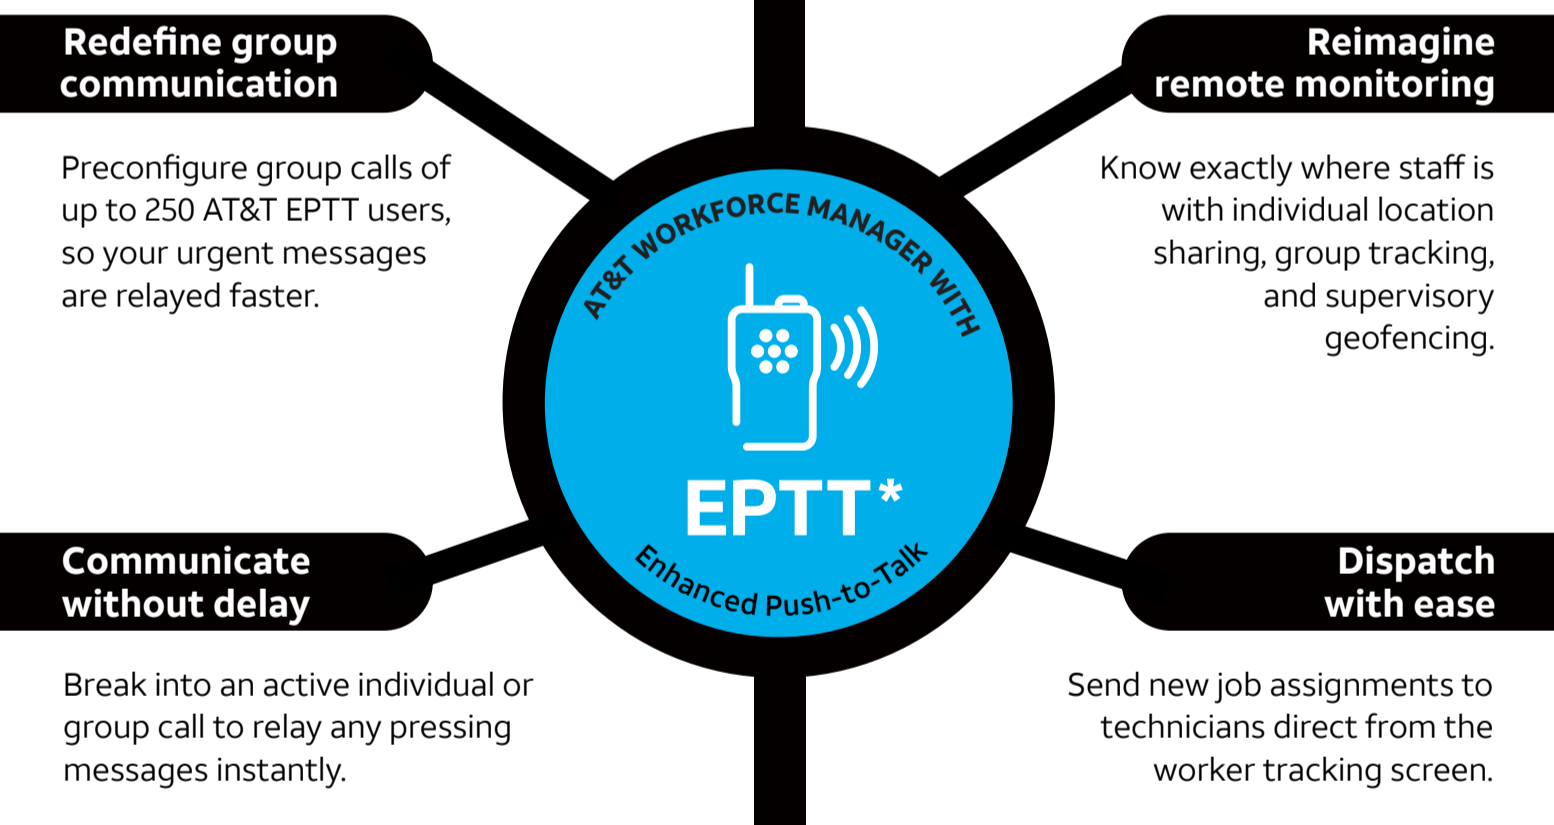 Redefine group
communication
Preconfigure group calls of
up to 250 AT&T EPTT users,
so your urgent messages
are relayed faster.
Reimagine
remote monitoring
Know exactly where staff is
with individual location
sharing, group tracking,
and supervisory
geofencing.
AT&T WORKFORCE MANAGER WITH
EPTT*
Enhanced Push-to-Talk
Communicate
without delay
Break into an active individual or
group call to relay any pressing
messages instantly.
Dispatch
with ease
Send new job assignments to
technicians direct from the
worker tracking screen.